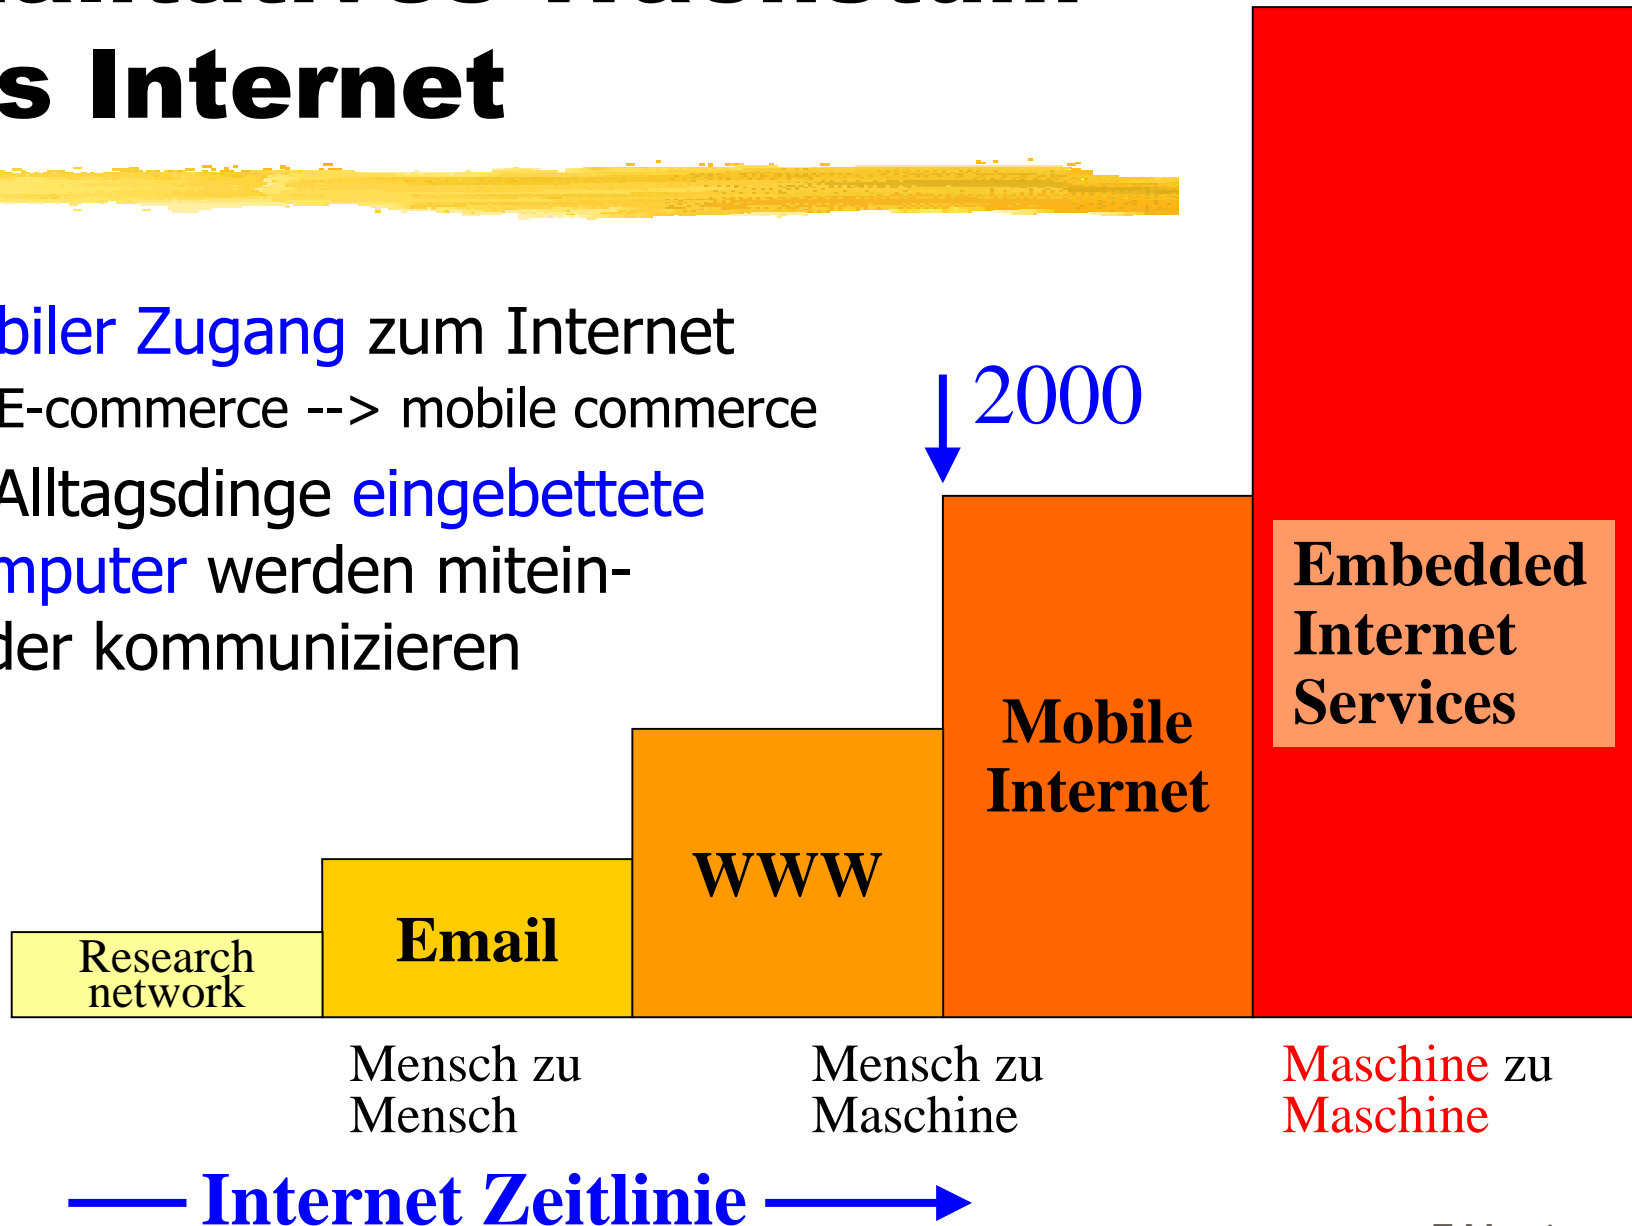 s Internet
biler Zugang zum Internet
E-commerce --> mobile commerce
Alltagsdinge eingebettete
mputer werden mitein-
der kommunizieren
2000
Embedded
Internet
Services
Mobile
Internet
WWW
Email
Research
network
Mensch zu
Mensch
Mensch zu
Maschine
Maschine zu
Maschine
Internet Zeitlinie